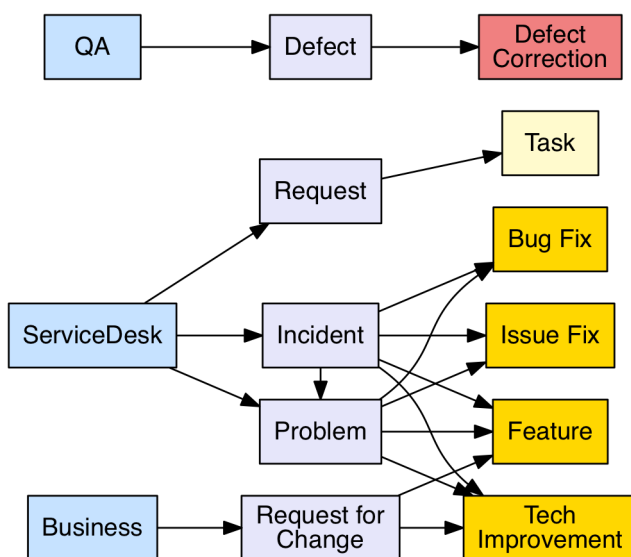 QA
Defect
Defect
Correction
Task
Request
Bug Fix
ServiceDesk
Incident
Issue Fix
Problem
Feature
Business
Request for
Change
Tech
Improvement